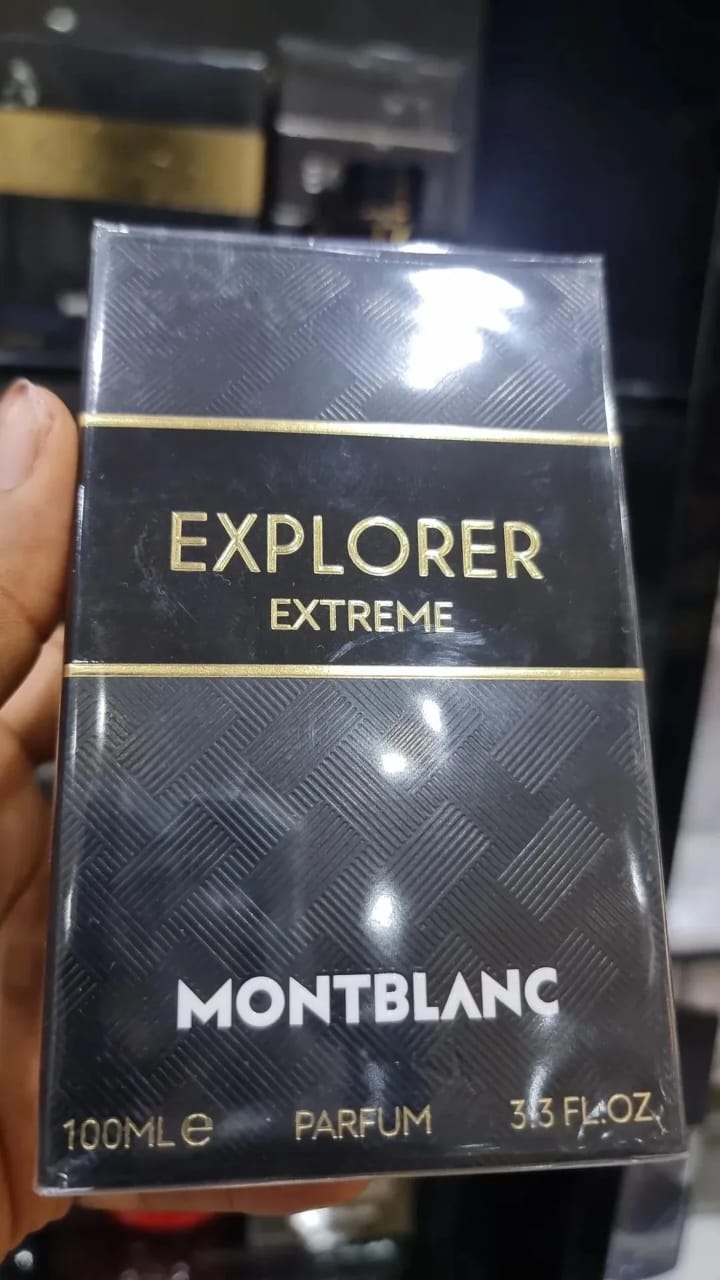 EXPLORER
EXTREME
MONTBLANC
100ML e PARFUM 3.3 FL.OZ.